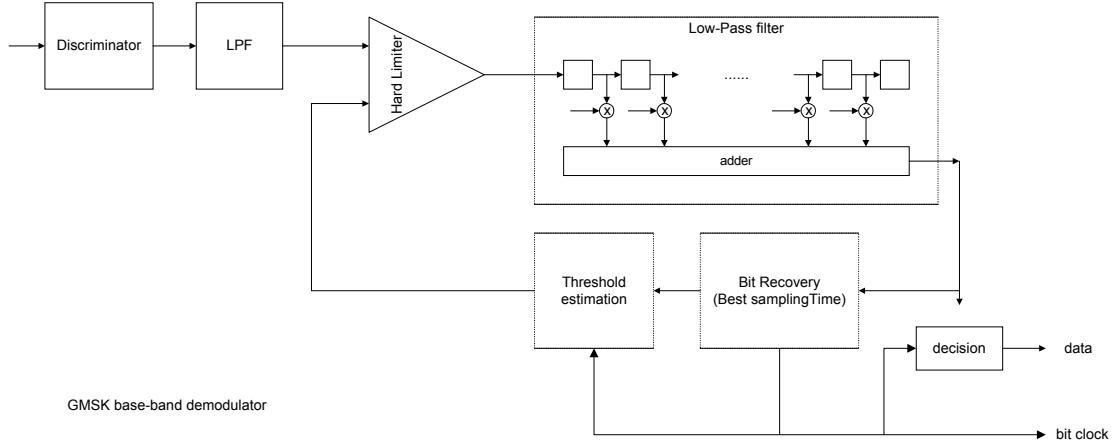 Low-Pass filter
Discriminator
LPF
Hard Limiter
......
X
X
X
X
adder
Threshold
estimation
Bit Recovery
(Best samplingTime)
decision
data
GMSK base-band demodulator
bit clock